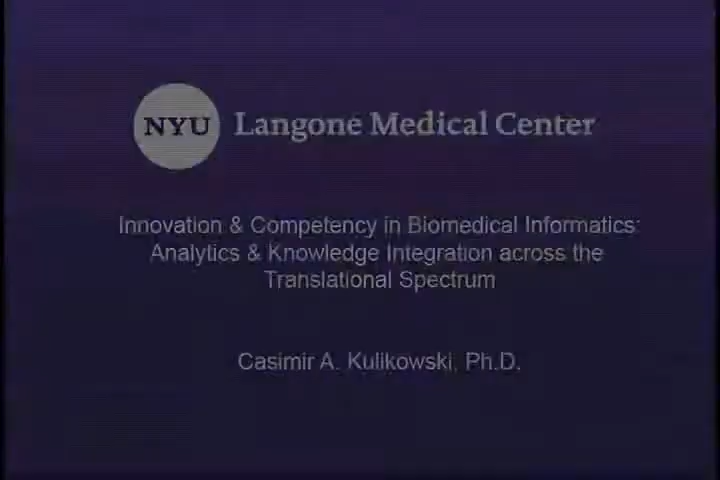 NYU Langone Medical Center
Innovation & Competency in Biomedical Informatics:
Analytics & Knowledge Integration across the
Translational Spectrum
Casimir A. Kulikowski, Ph.D.